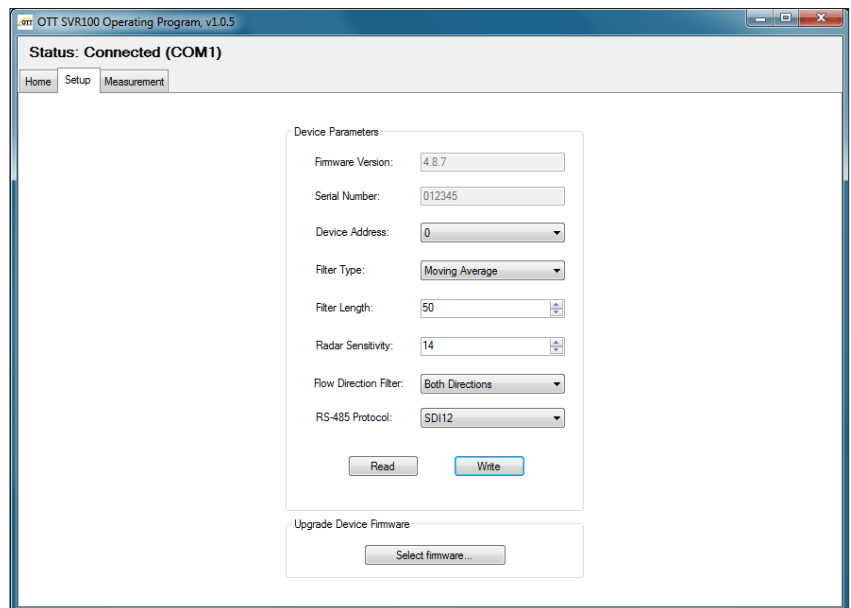 OTT OTT SVR100 Operating Program, v1.0.5
Status: Connected (COM1)
Home Setup Measurement
Device Parameters
Firmware Version: 4.8.7
Serial Number: 012345
Device Address: 0
Filter Type: Moving Average
Filter Length: 50
Radar Sensitivity: 14
Flow Direction Filter: Both Directions
RS-485 Protocol: SDI12
Read Write
Upgrade Device Firmware
Select firmware...